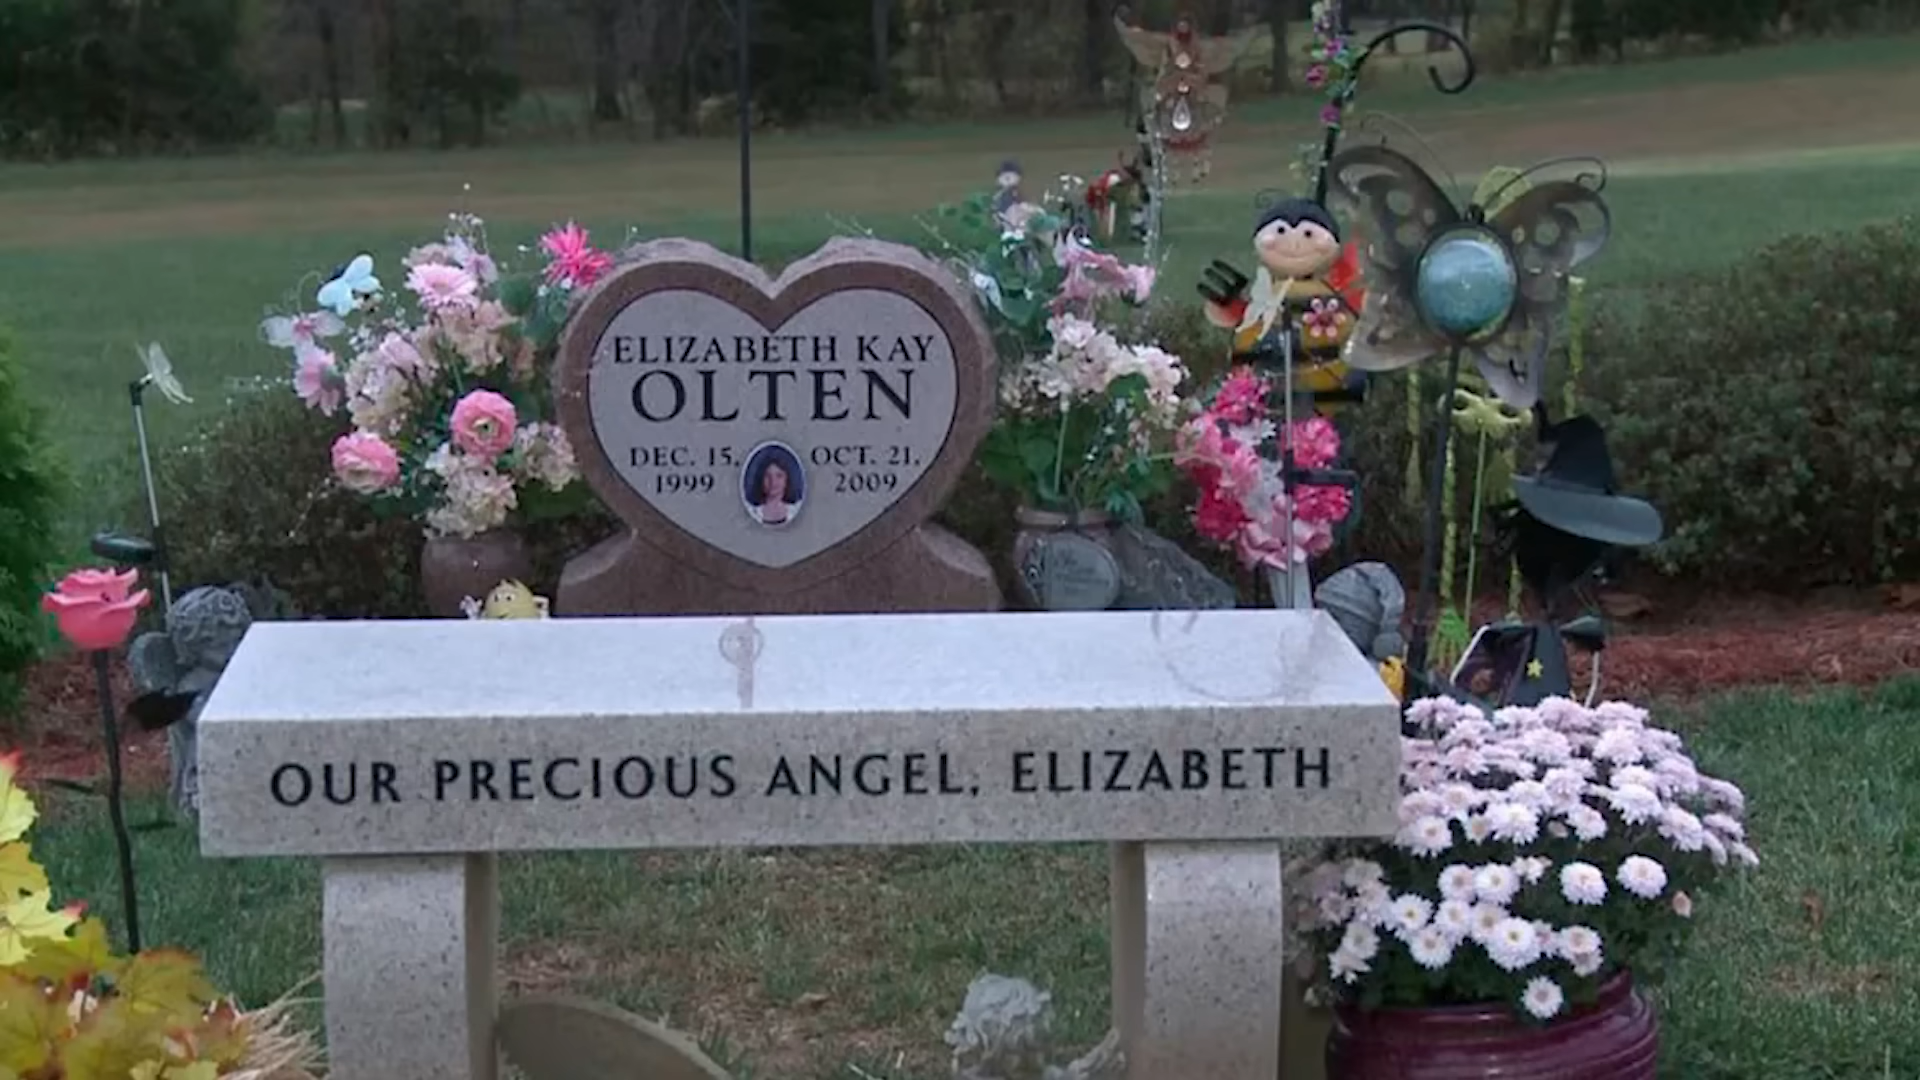 ELIZABETH KAY
OLTEN
DEC. 15, OCT. 21,
1999 2009
OUR PRECIOUS ANGEL, ELIZABETH